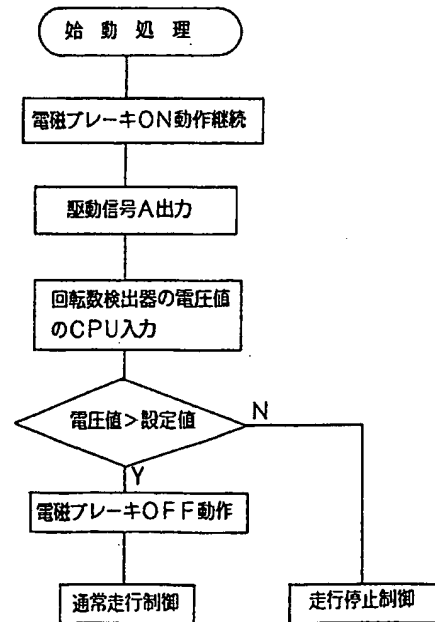 始動処理
電磁ブレーキON動作継続
駆動信号A出力
回転数検出器の電圧値
のCPU入力
電圧値>設定値
N
Y
電磁ブレーキOFF動作
通常走行制御
走行停止制御